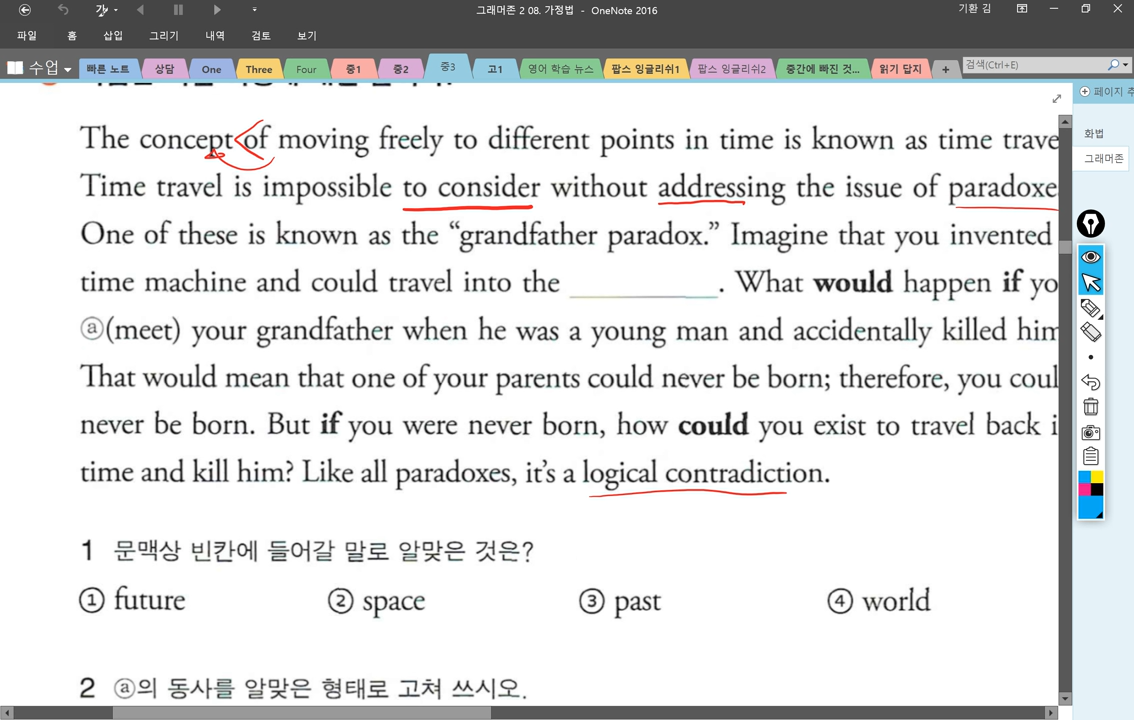 그래머존 2 08. 가정법 - OneNote 2016
기환 김
파일 홈 삽입 그리기 내역 검토 보기
수업 빠른 노트 상담 One Three Four 중1 중2 중3 고1 영어 학습 뉴스 팝스 잉글리쉬1 팝스 잉글리쉬2 중간에 빠진 것... 읽기 답지 + 검색(Ctrl+E)
페이지 추
화법
그래머존
The concept of moving freely to different points in time is known as time trave
Time travel is impossible to consider without addressing the issue of paradoxe
One of these is known as the “grandfather paradox.” Imagine that you invented
time machine and could travel into the ________. What would happen if yo
ⓐ(meet) your grandfather when he was a young man and accidentally killed him
That would mean that one of your parents could never be born; therefore, you coul
never be born. But if you were never born, how could you exist to travel back i
time and kill him? Like all paradoxes, it’s a logical contradiction.
1 문맥상 빈칸에 들어갈 말로 알맞은 것은?
① future ② space ③ past ④ world
2 ⓐ의 동사를 알맞은 형태로 고쳐 쓰시오.